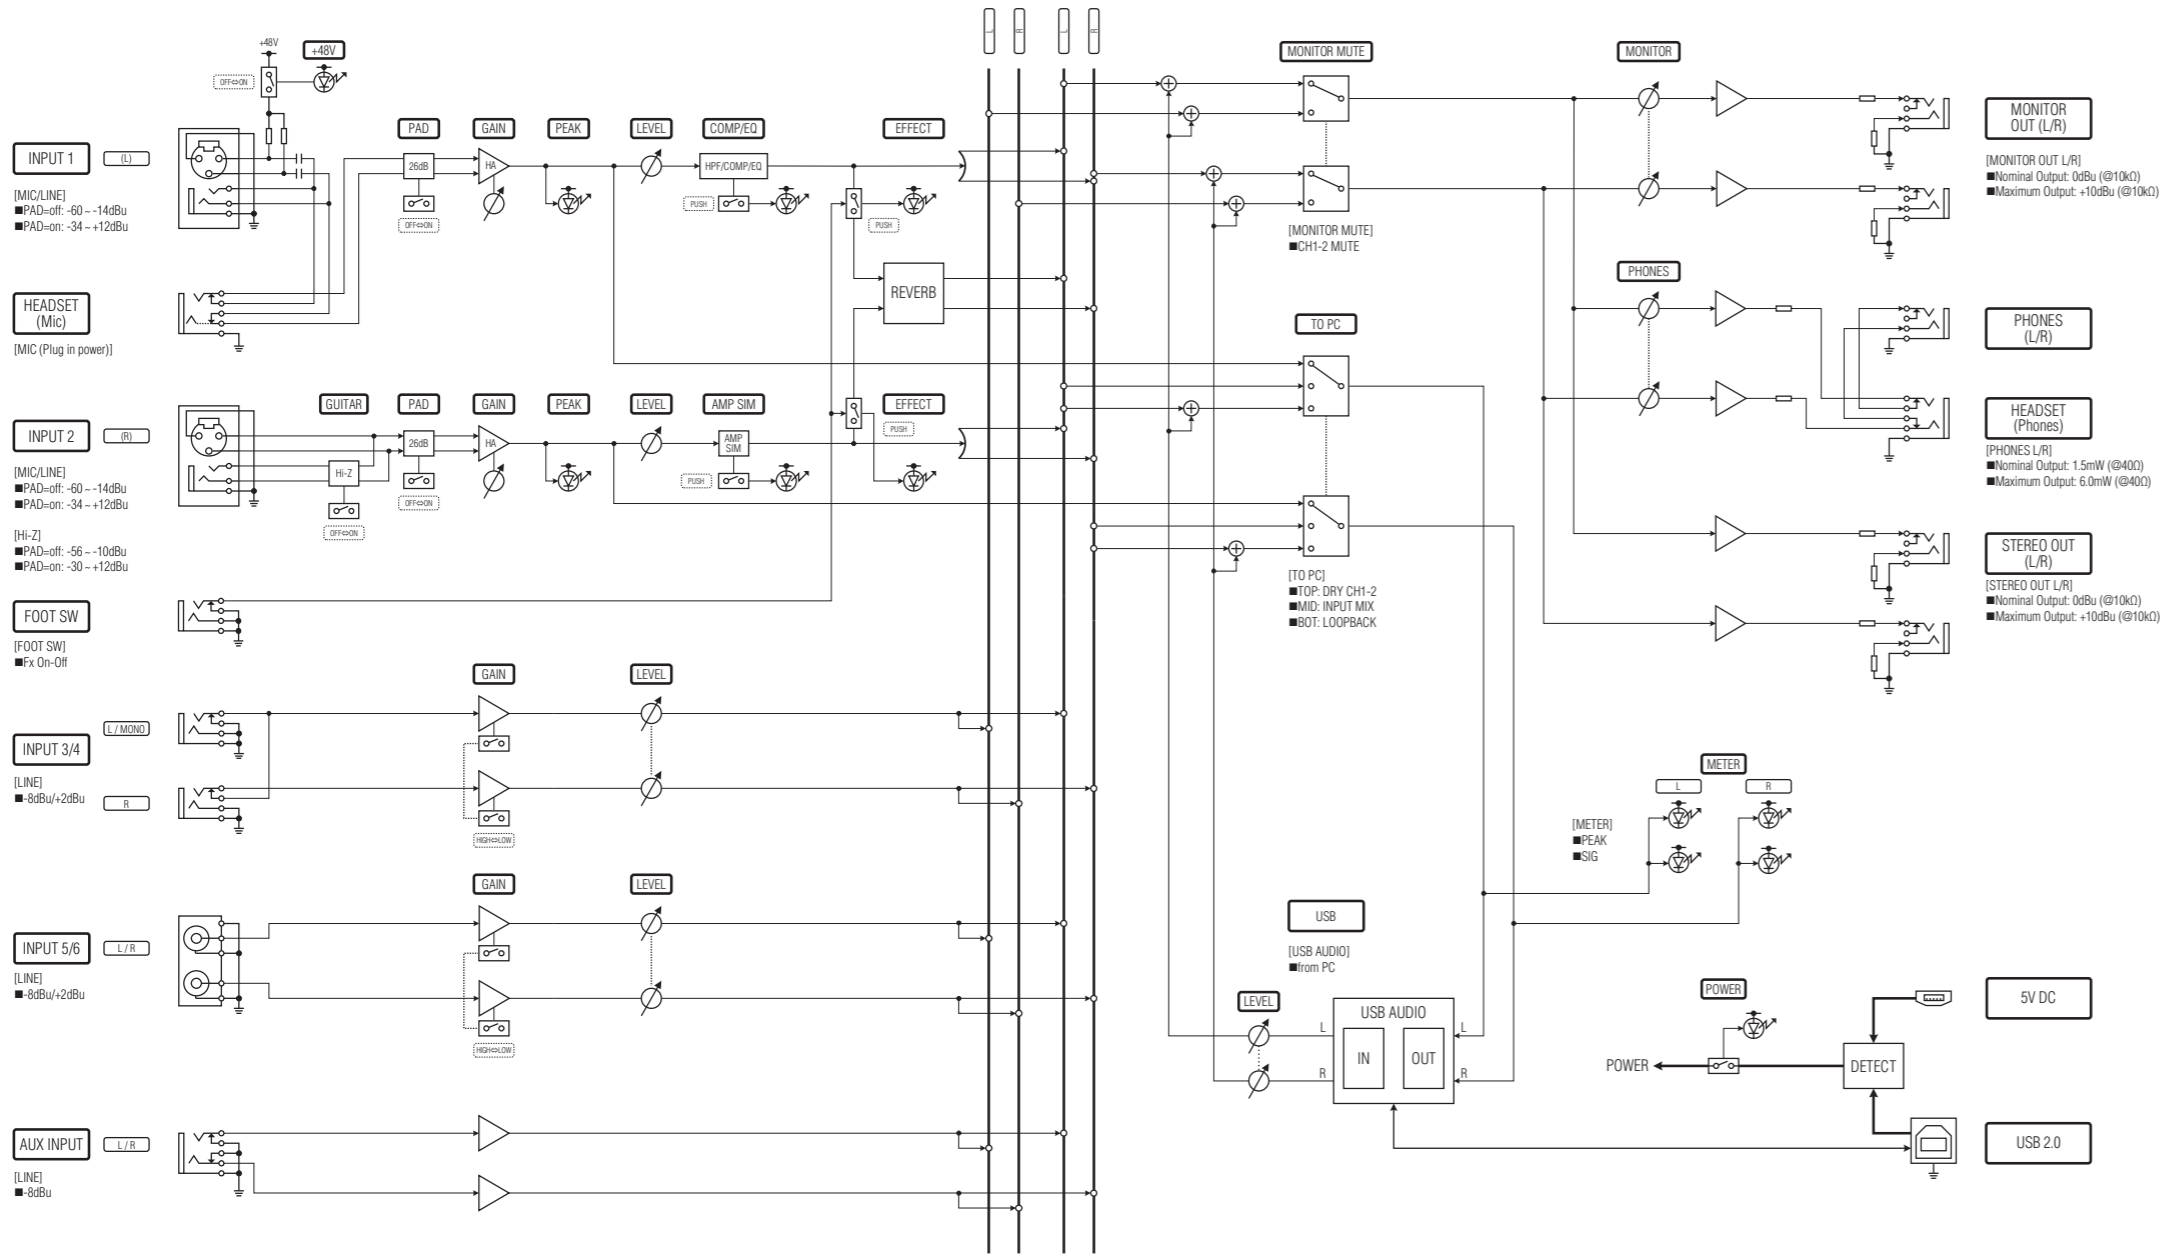 L
R
L
R
+48V
+48V
OFF⇔ON
INPUT 1
(L)
[MIC/LINE]
■PAD=off: -60 ~ -14dBu
■PAD=on: -34 ~ +12dBu
PAD
26dB
OFF⇔ON
GAIN
HA
PEAK
LEVEL
COMP/EQ
HPF/COMP/EQ
PUSH
EFFECT
PUSH
HEADSET
(Mic)
[MIC (Plug in power)]
REVERB
INPUT 2
(R)
[MIC/LINE]
■PAD=off: -60 ~ -14dBu
■PAD=on: -34 ~ +12dBu
[Hi-Z]
■PAD=off: -56 ~ -10dBu
■PAD=on: -30 ~ +12dBu
GUITAR
Hi-Z
OFF⇔ON
PAD
26dB
OFF⇔ON
GAIN
HA
PEAK
LEVEL
AMP SIM
AMP
SIM
PUSH
EFFECT
PUSH
FOOT SW
[FOOT SW]
■Fx On-Off
INPUT 3/4
L / MONO
R
[LINE]
■-8dBu/+2dBu
GAIN
HIGH⇔LOW
LEVEL
INPUT 5/6
L / R
[LINE]
■-8dBu/+2dBu
GAIN
HIGH⇔LOW
LEVEL
AUX INPUT
L / R
[LINE]
■-8dBu
MONITOR MUTE
[MONITOR MUTE]
■CH1-2 MUTE
TO PC
[TO PC]
■TOP: DRY CH1-2
■MID: INPUT MIX
■BOT: LOOPBACK
USB
[USB AUDIO]
■from PC
LEVEL
USB AUDIO
L
R
IN
OUT
L
R
MONITOR
PHONES
MONITOR
OUT (L/R)
[MONITOR OUT L/R]
■Nominal Output: 0dBu (@10kΩ)
■Maximum Output: +10dBu (@10kΩ)
PHONES
(L/R)
HEADSET
(Phones)
[PHONES L/R]
■Nominal Output: 1.5mW (@40Ω)
■Maximum Output: 6.0mW (@40Ω)
STEREO OUT
(L/R)
[STEREO OUT L/R]
■Nominal Output: 0dBu (@10kΩ)
■Maximum Output: +10dBu (@10kΩ)
METER
L
R
[METER]
■PEAK
■SIG
POWER
POWER
DETECT
5V DC
USB 2.0